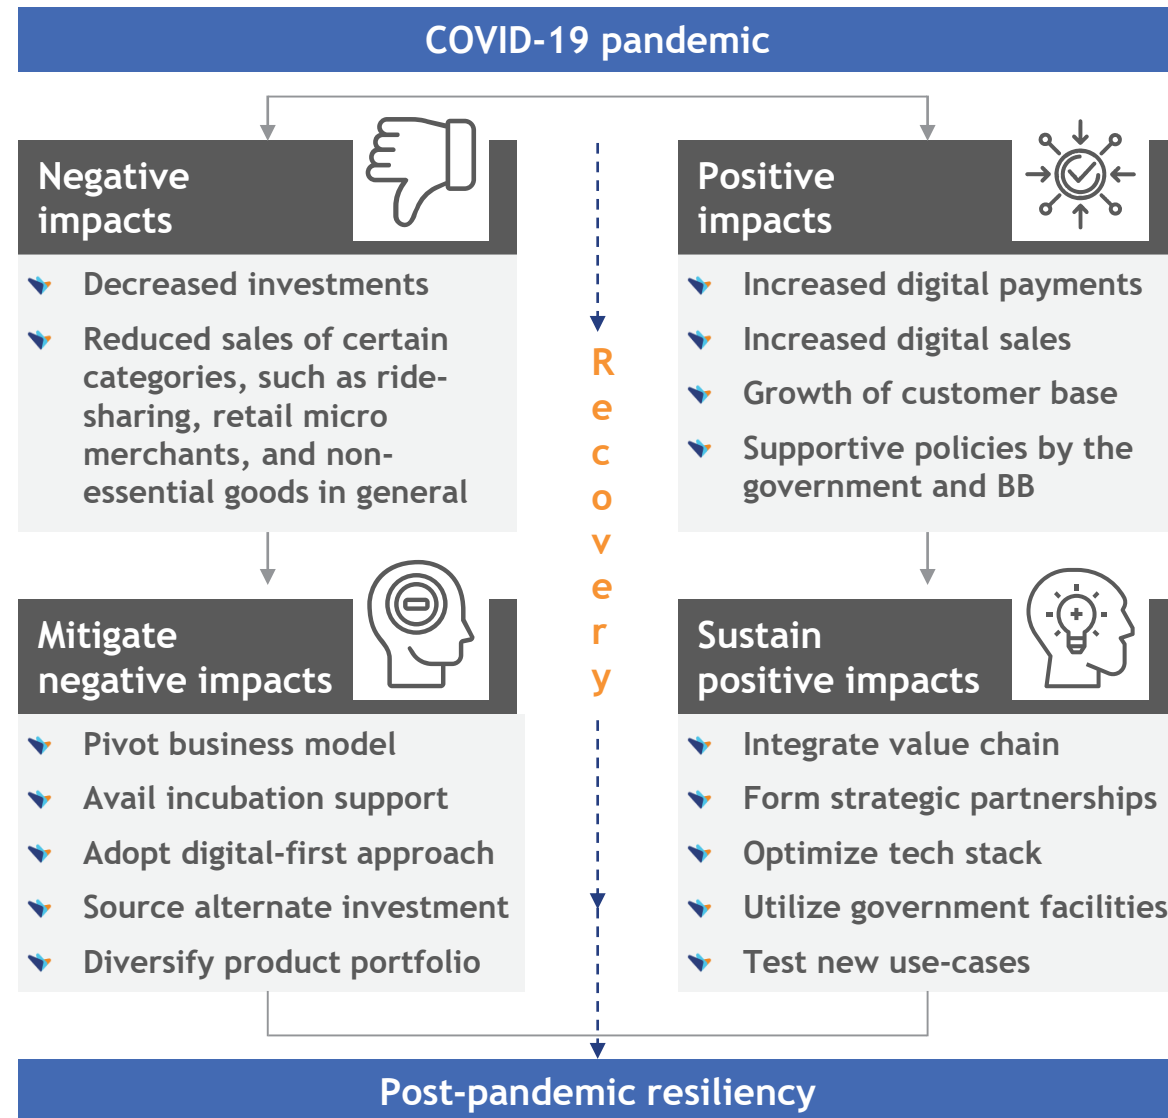 COVID-19 pandemic
Negative
impacts
Decreased investments
Reduced sales of certain
categories, such as ride-
sharing, retail micro
merchants, and non-
essential goods in general
Positive
impacts
Increased digital payments
Increased digital sales
Growth of customer base
Supportive policies by the
government and BB
Recovery
Mitigate
negative impacts
Pivot business model
Avail incubation support
Adopt digital-first approach
Source alternate investment
Diversify product portfolio
Sustain
positive impacts
Integrate value chain
Form strategic partnerships
Optimize tech stack
Utilize government facilities
Test new use-cases
Post-pandemic resiliency